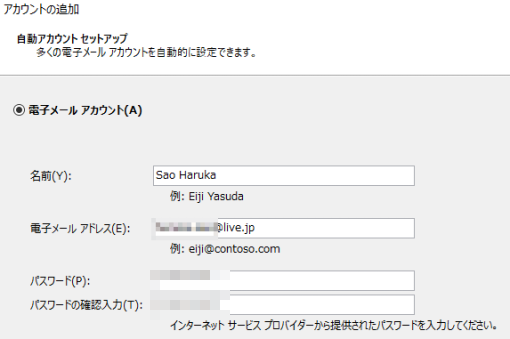 アカウントの追加
自動アカウント セットアップ
多くの電子メール アカウントを自動的に設定できます。
電子メール アカウント(A)
名前(Y): Sao Haruka
例: Eiji Yasuda
電子メール アドレス(E): @live.jp
例: eiji@contoso.com
パスワード(P):
パスワードの確認入力(T):
インターネット サービス プロバイダーから提供されたパスワードを入力してください。